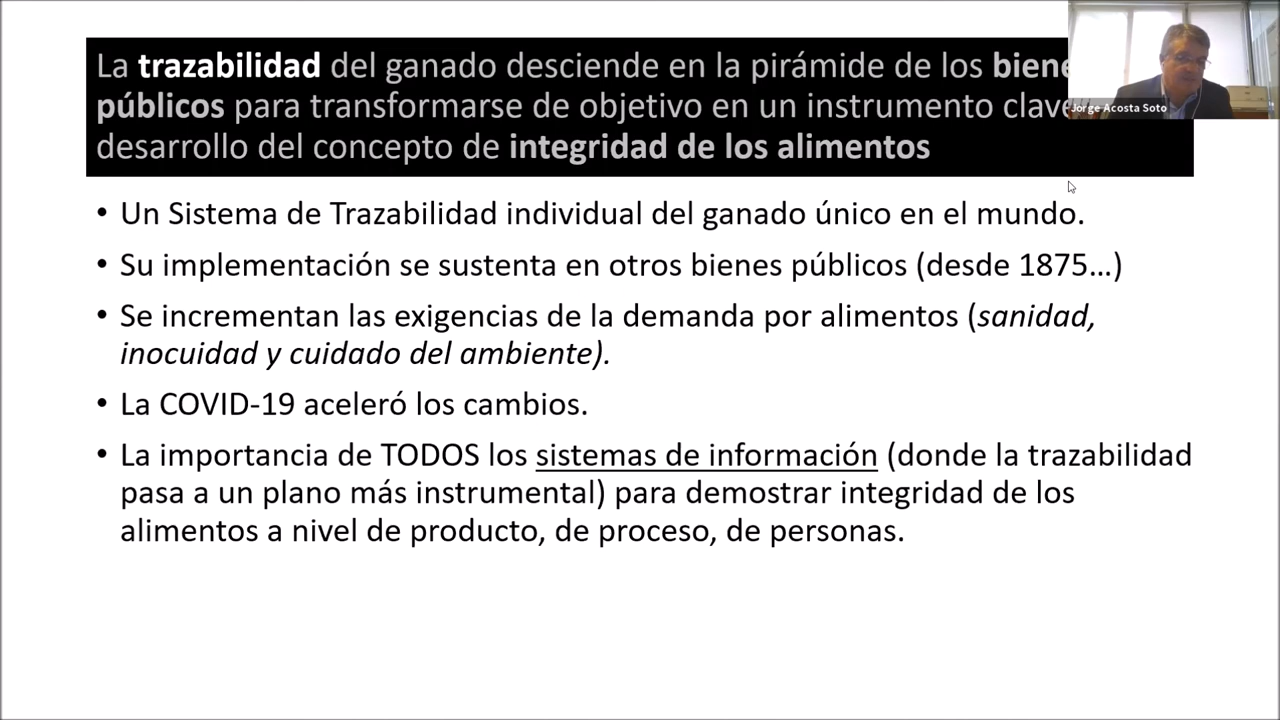 La trazabilidad del ganado desciende en la pirámide de los
públicos para transformarse de objetivo en un instrumento
desarrollo del concepto de integridad de los alimentos
Jorge Acosta Soto
• Un Sistema de Trazabilidad individual del ganado único en el mundo.
• Su implementación se sustenta en otros bienes públicos (desde 1875…)
• Se incrementan las exigencias de la demanda por alimentos (sanidad,
inocuidad y cuidado del ambiente).
• La COVID-19 aceleró los cambios.
• La importancia de TODOS los sistemas de información (donde la trazabilidad
pasa a un plano más instrumental) para demostrar integridad de los
alimentos a nivel de producto, de proceso, de personas.